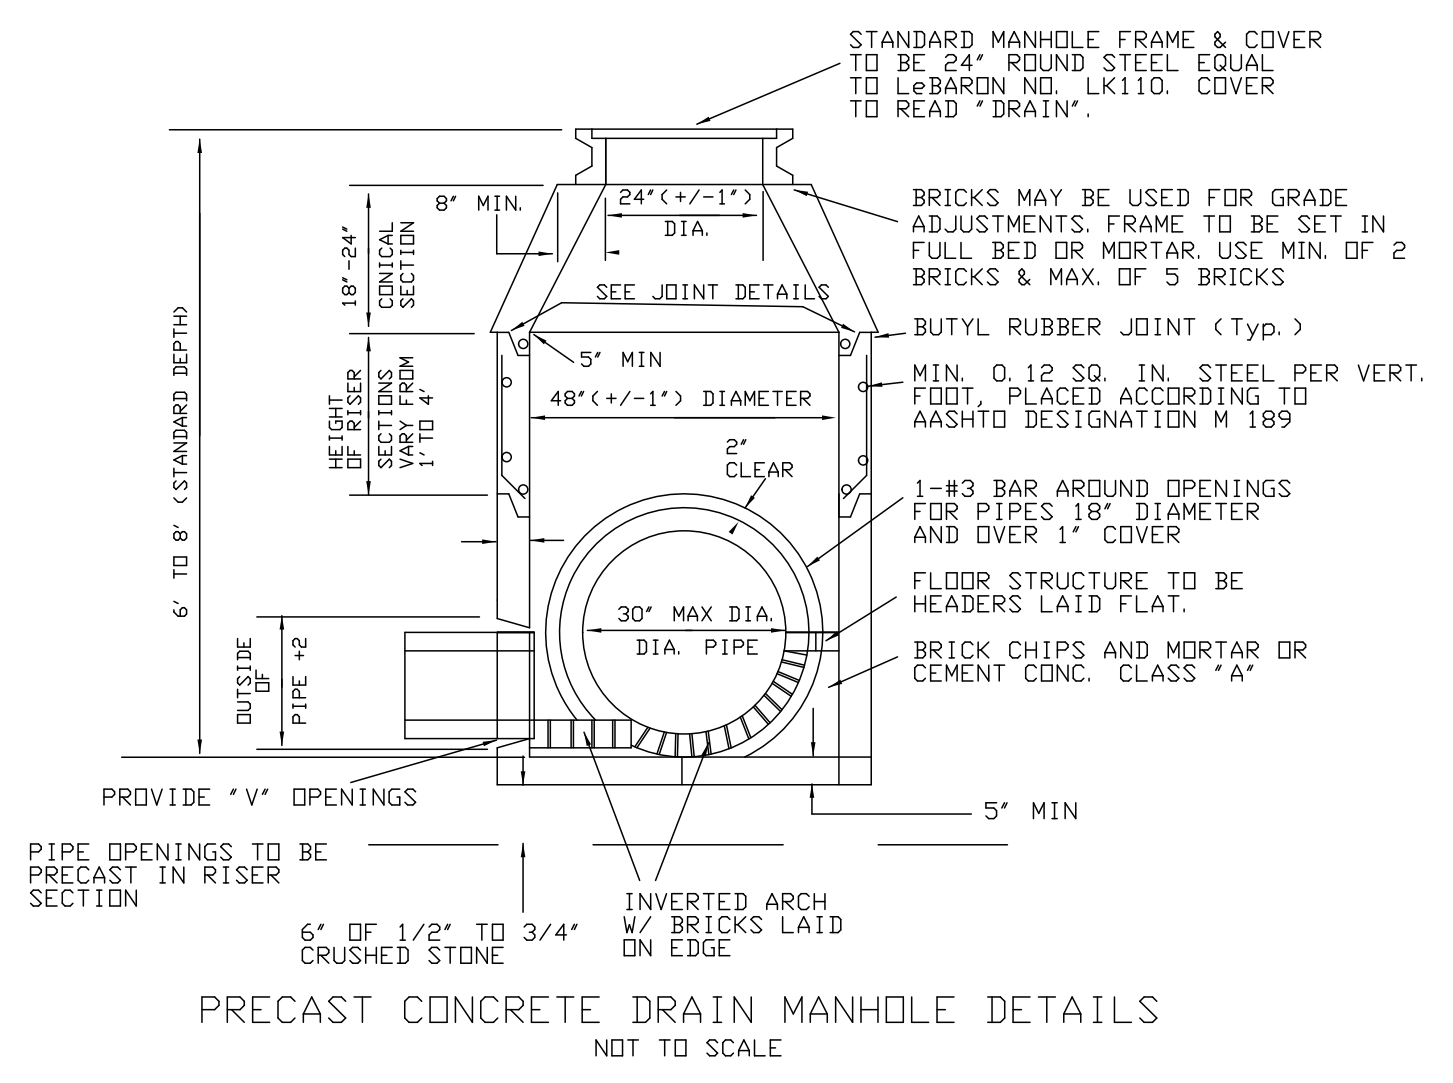 STANDARD MANHOLE FRAME & COVER
TO BE 24" ROUND STEEL EQUAL
TO LeBARON NO. LK110. COVER
TO READ "DRAIN".
8" MIN.
24"(+/-1")
DIA.
BRICKS MAY BE USED FOR GRADE
ADJUSTMENTS. FRAME TO BE SET IN
FULL BED OR MORTAR. USE MIN. OF 2
BRICKS & MAX. OF 5 BRICKS
18"-24"
CONICAL
SECTION
SEE JOINT DETAILS
BUTYL RUBBER JOINT (Typ.)
5" MIN
MIN. 0.12 SQ. IN. STEEL PER VERT.
FOOT, PLACED ACCORDING TO
AASHTO DESIGNATION M 189
48"(+/-1") DIAMETER
6' TO 8' (STANDARD DEPTH)
HEIGHT
OF RISER
SECTIONS
VARY FROM
1' TO 4'
2"
CLEAR
1-#3 BAR AROUND OPENINGS
FOR PIPES 18" DIAMETER
AND OVER 1" COVER
FLOOR STRUCTURE TO BE
HEADERS LAID FLAT.
30" MAX DIA.
DIA. PIPE
BRICK CHIPS AND MORTAR OR
CEMENT CONC. CLASS "A"
OUTSIDE
OF
PIPE +2
PROVIDE "V" OPENINGS
5" MIN
PIPE OPENINGS TO BE
PRECAST IN RISER
SECTION
6" OF 1/2" TO 3/4"
CRUSHED STONE
INVERTED ARCH
W/ BRICKS LAID
ON EDGE
PRECAST CONCRETE DRAIN MANHOLE DETAILS
NOT TO SCALE